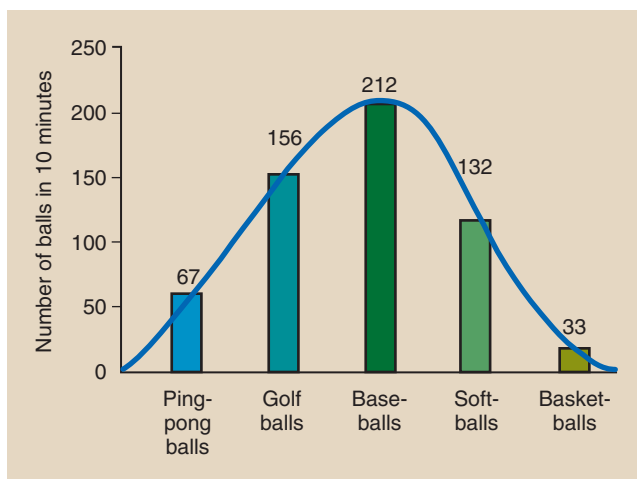 Number of balls in 10 minutes
250
200
150
100
50
0
67
156
212
132
33
Ping-
pong
balls
Golf
balls
Base-
balls
Soft-
balls
Basket-
balls